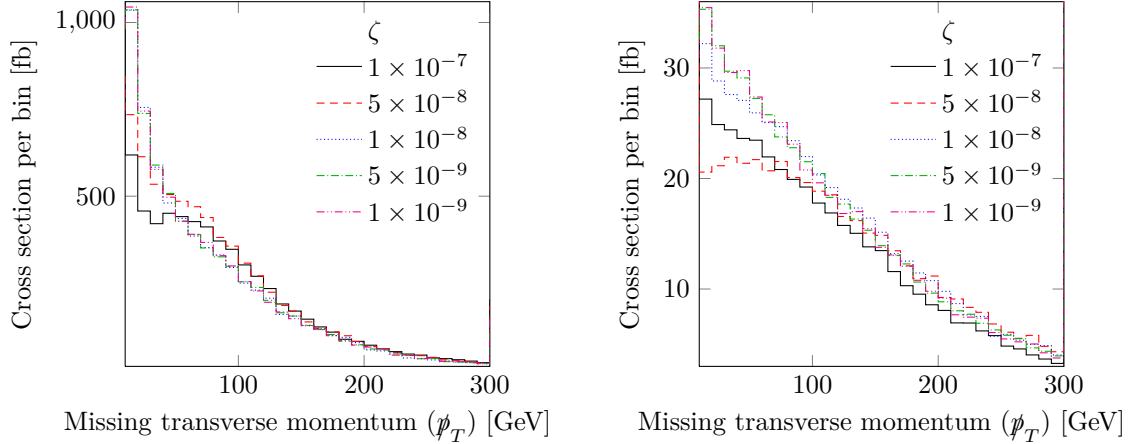 1,000
500
100
200
300
Cross section per bin [fb]
Missing transverse momentum (p̸_T) [GeV]
ζ
1 × 10⁻⁷
5 × 10⁻⁸
1 × 10⁻⁸
5 × 10⁻⁹
1 × 10⁻⁹
30
20
10
100
200
300
Cross section per bin [fb]
Missing transverse momentum (p̸_T) [GeV]
ζ
1 × 10⁻⁷
5 × 10⁻⁸
1 × 10⁻⁸
5 × 10⁻⁹
1 × 10⁻⁹